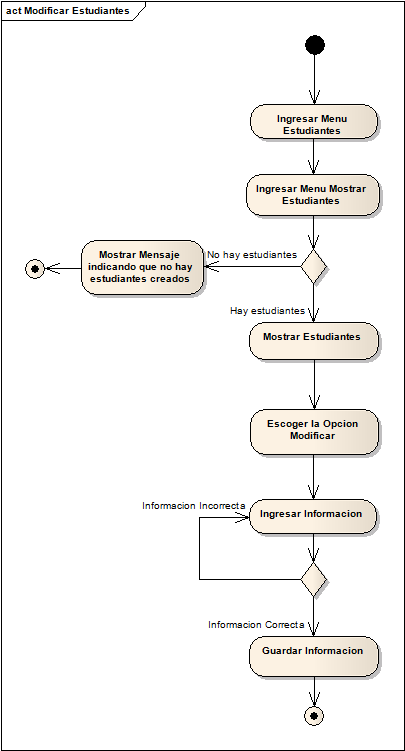 act Modificar Estudiantes
Ingresar Menu
Estudiantes
Ingresar Menu Mostrar
Estudiantes
No hay estudiantes
Mostrar Mensaje
indicando que no hay
estudiantes creados
Hay estudiantes
Mostrar Estudiantes
Escoger la Opcion
Modificar
Informacion Incorrecta
Ingresar Informacion
Informacion Correcta
Guardar Informacion